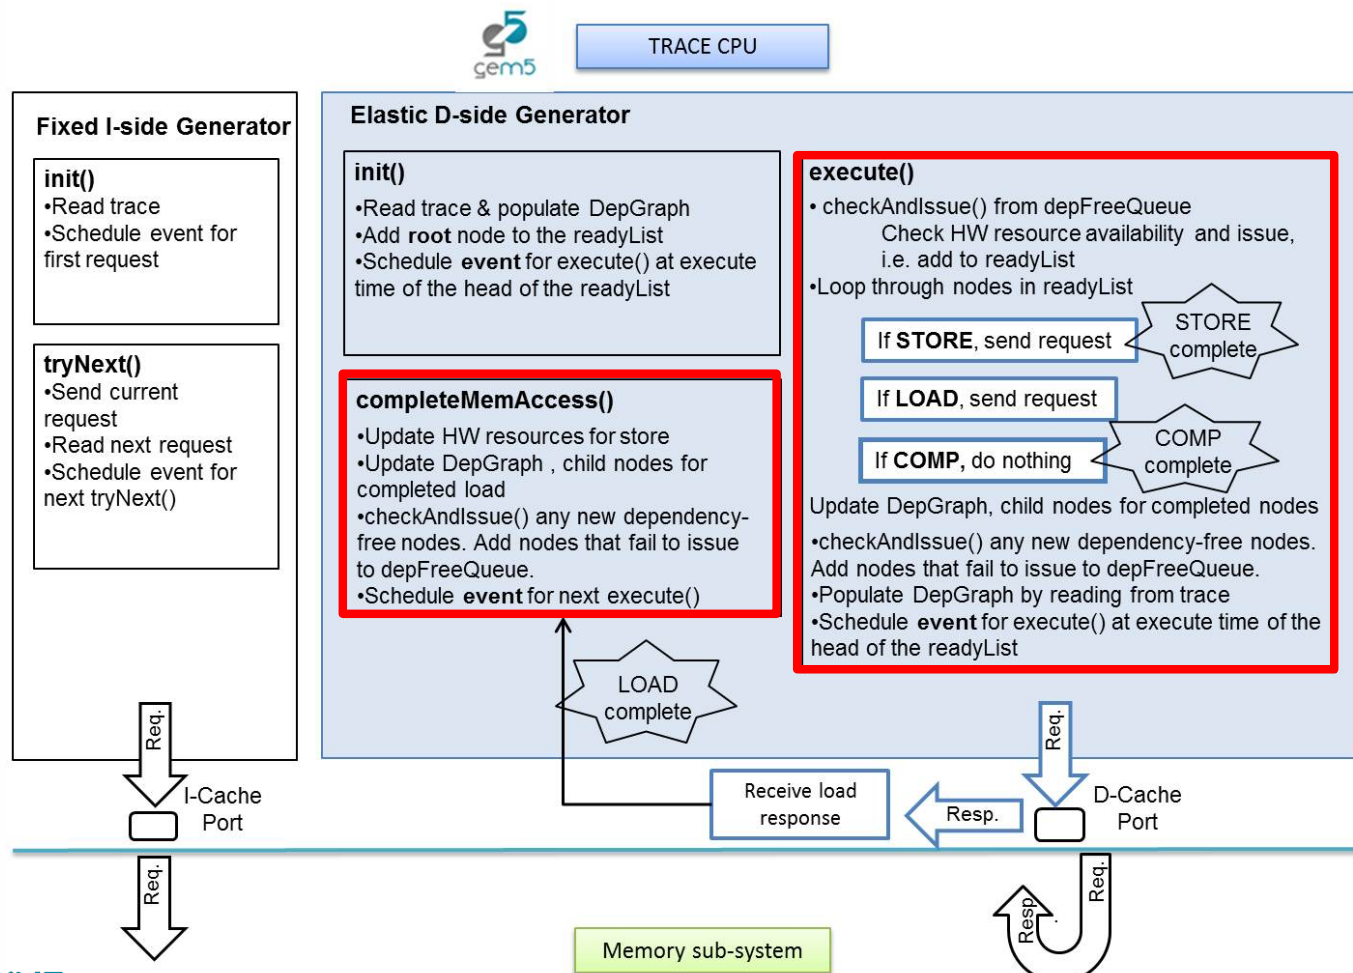 gem5
TRACE CPU
Fixed I-side Generator
init()
•Read trace
•Schedule event for
first request
tryNext()
•Send current
request
•Read next request
•Schedule event for
next tryNext()
Elastic D-side Generator
init()
•Read trace & populate DepGraph
•Add root node to the readyList
•Schedule event for execute() at execute
time of the head of the readyList
completeMemAccess()
•Update HW resources for store
•Update DepGraph , child nodes for
completed load
•checkAndIssue() any new dependency-
free nodes. Add nodes that fail to issue
to depFreeQueue.
•Schedule event for next execute()
execute()
• checkAndIssue() from depFreeQueue
Check HW resource availability and issue,
i.e. add to readyList
•Loop through nodes in readyList
If STORE, send request
STORE
complete
If LOAD, send request
If COMP, do nothing
COMP
complete
Update DepGraph, child nodes for completed nodes
•checkAndIssue() any new dependency-free nodes.
Add nodes that fail to issue to depFreeQueue.
•Populate DepGraph by reading from trace
•Schedule event for execute() at execute time of the
head of the readyList
LOAD
complete
Req.
Req.
I-Cache
Port
Receive load
response
Resp.
D-Cache
Port
Req.
Resp.
Req.
Memory sub-system